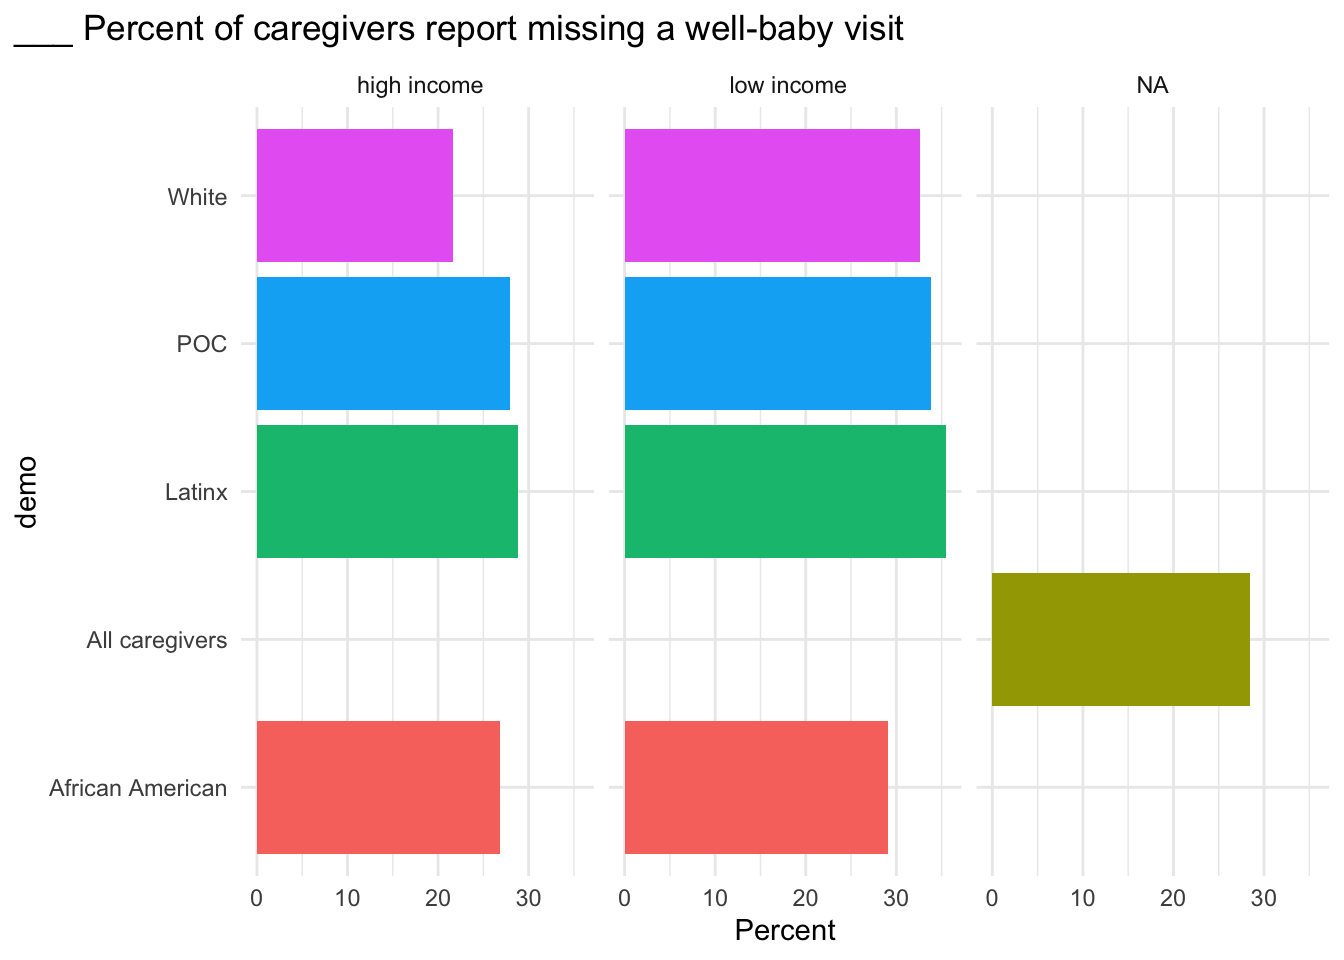 ___ Percent of caregivers report missing a well-baby visit
high income low income NA
White
POC
Latinx
All caregivers
African American
demo
0 10 20 30 0 10 20 30 0 10 20 30
Percent